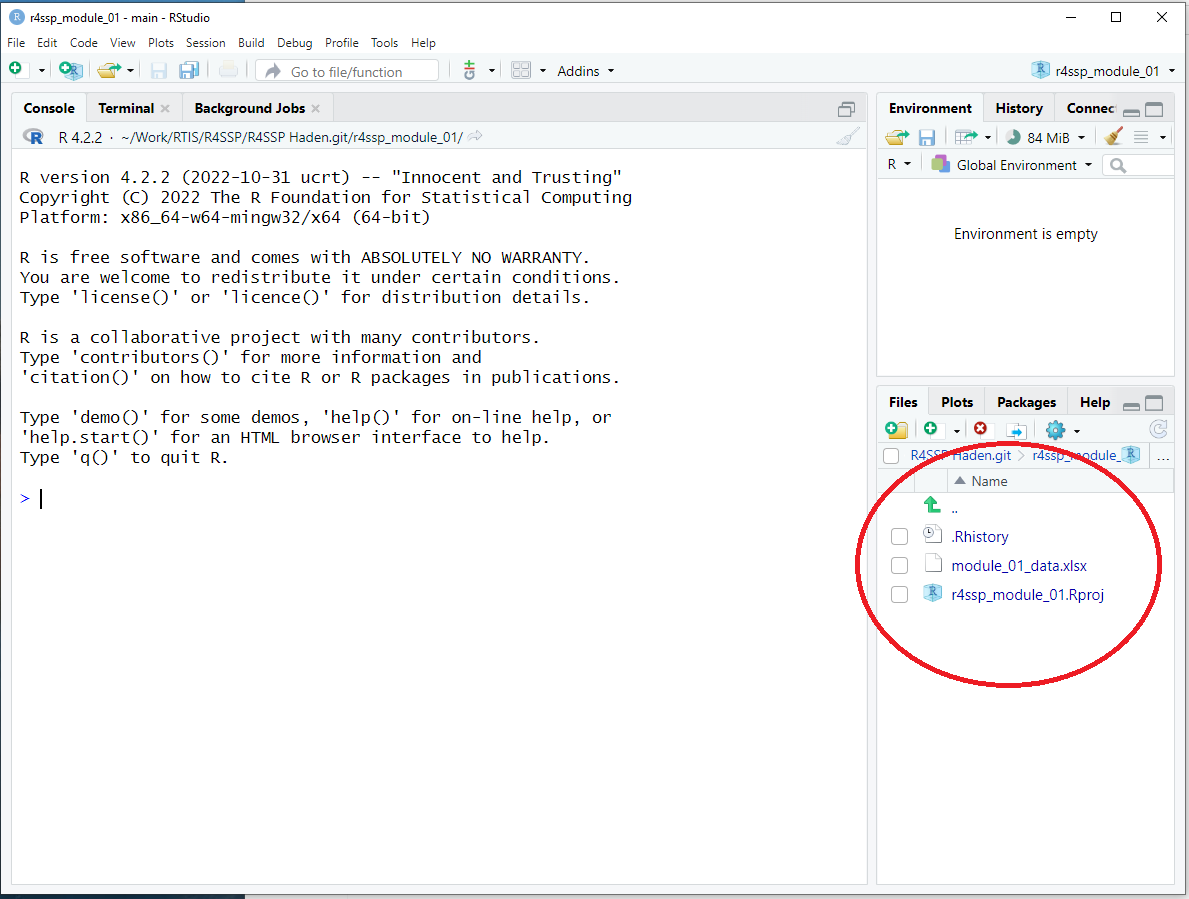 r4ssp_module_01 - main - RStudio
File Edit Code View Plots Session Build Debug Profile Tools Help
Go to file/function Addins r4ssp_module_01
Console Terminal Background Jobs
R 4.2.2 · ~/Work/RTIS/R4SSP/R4SSP Haden.git/r4ssp_module_01/
R version 4.2.2 (2022-10-31 ucrt) -- "Innocent and Trusting"
Copyright (C) 2022 The R Foundation for Statistical Computing
Platform: x86_64-w64-mingw32/x64 (64-bit)
R is free software and comes with ABSOLUTELY NO WARRANTY.
You are welcome to redistribute it under certain conditions.
Type 'license()' or 'licence()' for distribution details.
R is a collaborative project with many contributors.
Type 'contributors()' for more information and
'citation()' on how to cite R or R packages in publications.
Type 'demo()' for some demos, 'help()' for on-line help, or
'help.start()' for an HTML browser interface to help.
Type 'q()' to quit R.
>
Environment History Connec
84 MiB
R Global Environment
Environment is empty
Files Plots Packages Help
R4SSP Haden.git r4ssp_module_ ...
Name
..
.Rhistory
module_01_data.xlsx
r4ssp_module_01.Rproj